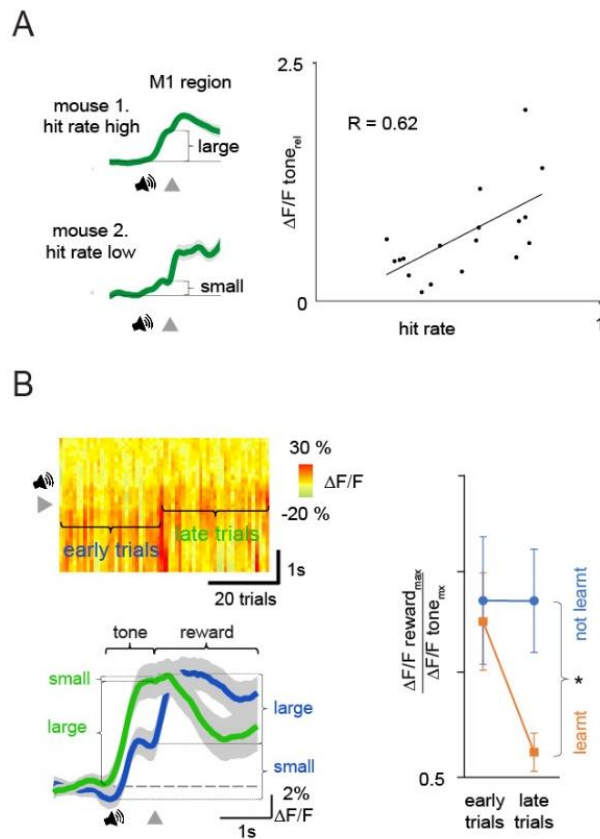 A
M1 region
mouse 1.
hit rate high
large
mouse 2.
hit rate low
small
2.5
R = 0.62
ΔF/F tone_rel
0
hit rate
1
B
30 %
ΔF/F
-20 %
early trials
late trials
1s
20 trials
tone
reward
small
large
large
small
2%
ΔF/F
1s
ΔF/F reward_max
ΔF/F tone_mx
0.5
not learnt
*
learnt
early
trials
late
trials